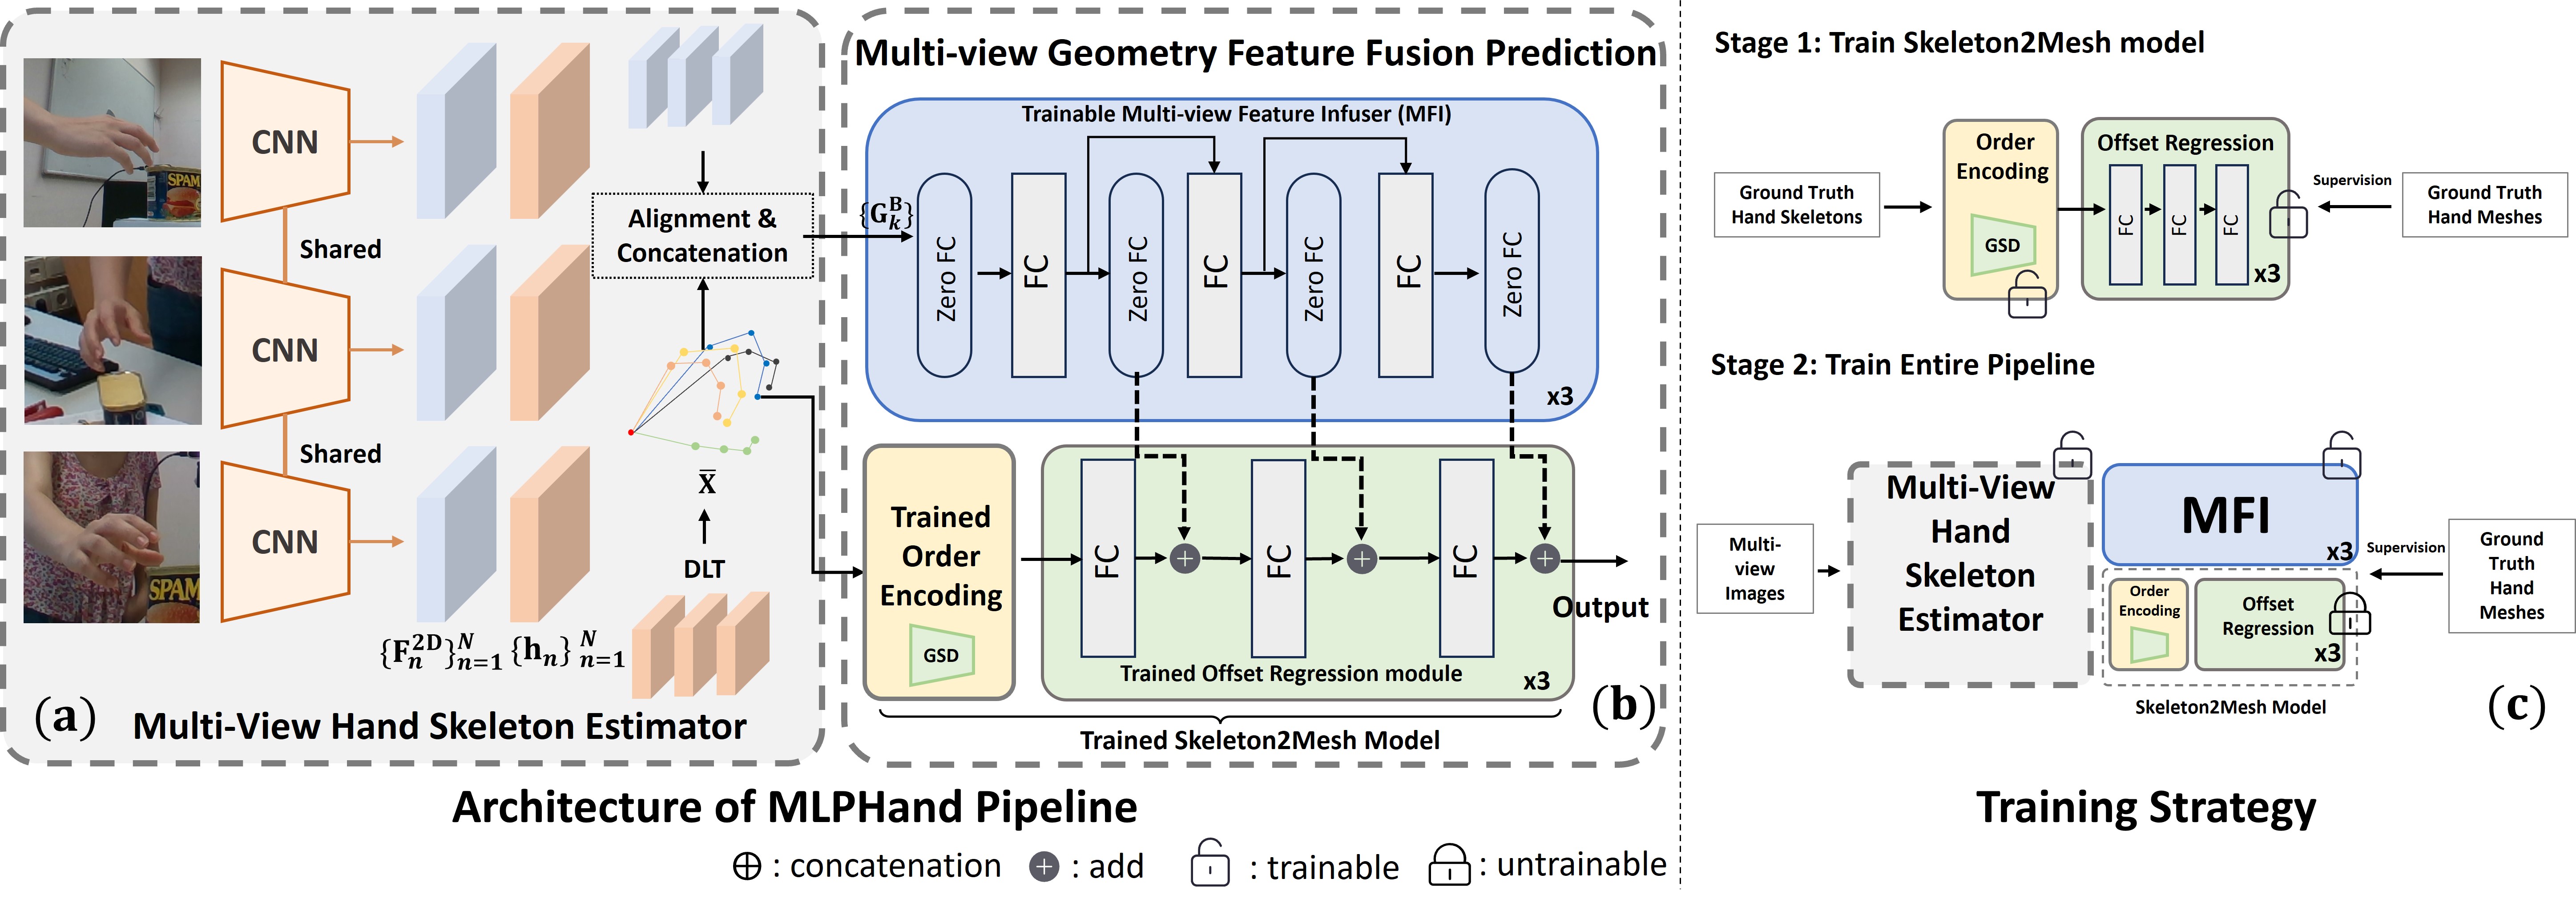 CNN
Shared
CNN
Shared
CNN
SPAM
SPAM
Alignment &
Concatenation
X̄
DLT
{F_n^2D}_{n=1}^N {h_n}_{n=1}^N
(a)
Multi-View Hand Skeleton Estimator
Multi-view Geometry Feature Fusion Prediction
Trainable Multi-view Feature Infuser (MFI)
{G_k^B}
Zero FC
FC
Zero FC
FC
Zero FC
FC
Zero FC
x3
Trained
Order
Encoding
GSD
FC
FC
FC
Output
Trained Offset Regression module
x3
(b)
Trained Skeleton2Mesh Model
Architecture of MLPHand Pipeline
⊕ : concatenation + : add : trainable : untrainable
Stage 1: Train Skeleton2Mesh model
Ground Truth
Hand Skeletons
Order
Encoding
GSD
Offset Regression
FC
FC
FC
x3
Supervision
Ground Truth
Hand Meshes
Stage 2: Train Entire Pipeline
Multi-
view
Images
Multi-View
Hand
Skeleton
Estimator
MFI
x3
Order
Encoding
Offset
Regression
x3
Supervision
Ground
Truth
Hand
Meshes
Skeleton2Mesh Model
(c)
Training Strategy